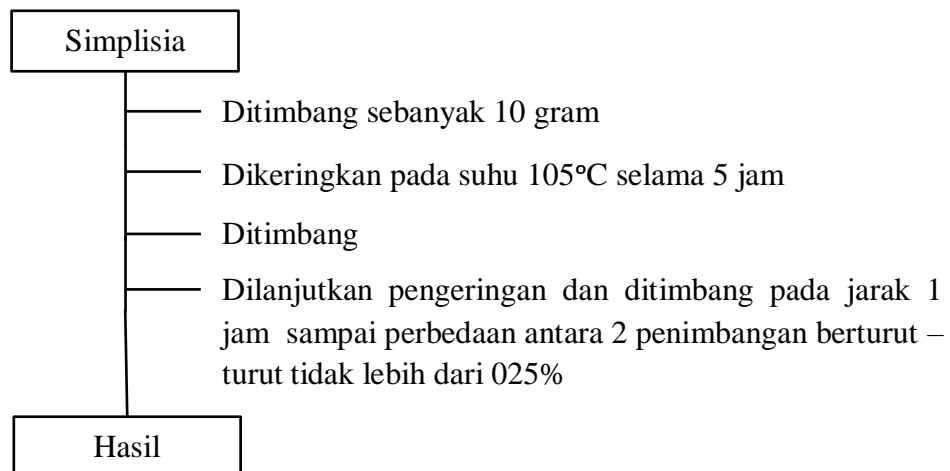 Simplisia
Ditimbang sebanyak 10 gram
Dikeringkan pada suhu 105°C selama 5 jam
Ditimbang
Dilanjutkan pengeringan dan ditimbang pada jarak 1
jam sampai perbedaan antara 2 penimbangan berturut –
turut tidak lebih dari 025%
Hasil